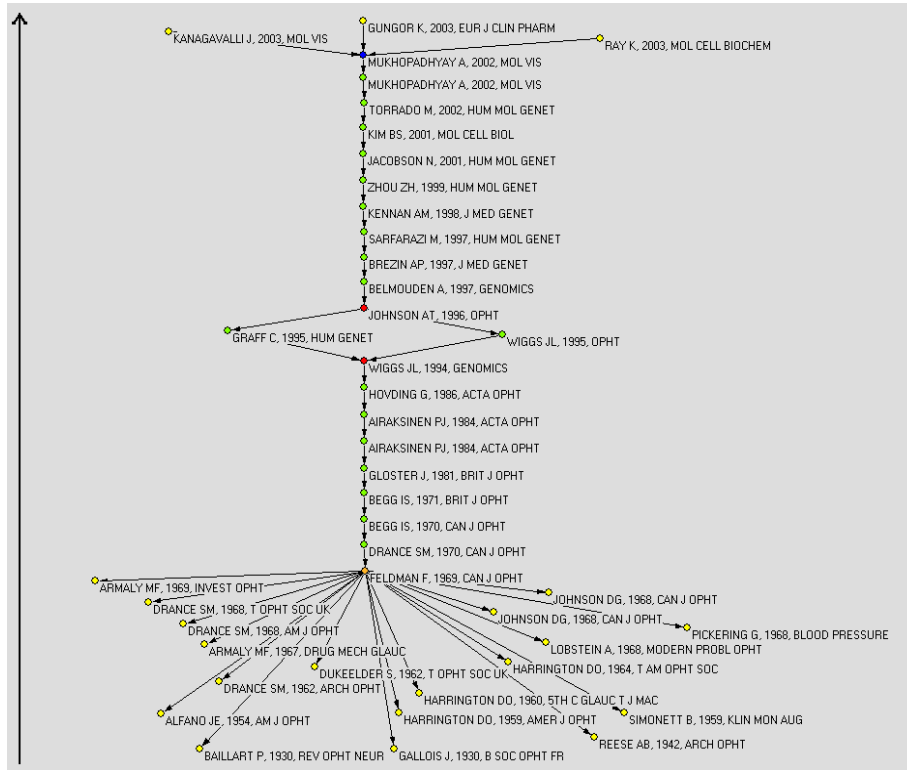 GUNGOR K, 2003, EUR J CLIN PHARM
KANAGAVALLI J, 2003, MOL VIS
RAY K, 2003, MOL CELL BIOCHEM
MUKHOPADHYAY A, 2002, MOL VIS
MUKHOPADHYAY A, 2002, MOL VIS
TORRADO M, 2002, HUM MOL GENET
KIM BS, 2001, MOL CELL BIOL
JACOBSON N, 2001, HUM MOL GENET
ZHOU ZH, 1999, HUM MOL GENET
KENNAN AM, 1998, J MED GENET
SARFARAZI M, 1997, HUM MOL GENET
BREZIN AP, 1997, J MED GENET
BELMOUDEN A, 1997, GENOMICS
JOHNSON AT, 1996, OPHT
GRAFF C, 1995, HUM GENET
WIGGS JL, 1995, OPHT
WIGGS JL, 1994, GENOMICS
HOVDING G, 1986, ACTA OPHT
AIRAKSINEN PJ, 1984, ACTA OPHT
AIRAKSINEN PJ, 1984, ACTA OPHT
GLOSTER J, 1981, BRIT J OPHT
BEGG IS, 1971, BRIT J OPHT
BEGG IS, 1970, CAN J OPHT
DRANCE SM, 1970, CAN J OPHT
FELDMAN F, 1969, CAN J OPHT
ARMALY MF, 1969, INVEST OPHT
JOHNSON DG, 1968, CAN J OPHT
DRANCE SM, 1968, T OPHT SOC UK
JOHNSON DG, 1968, CAN J OPHT
DRANCE SM, 1968, AM J OPHT
PICKERING G, 1968, BLOOD PRESSURE
ARMALY MF, 1967, DRUG MECH GLAUC
LOBSTEIN A, 1968, MODERN PROBL OPHT
DUKEELDER S, 1962, T OPHT SOC UK
HARRINGTON DO, 1964, T AM OPHT SOC
DRANCE SM, 1962, ARCH OPHT
HARRINGTON DO, 1960, 5TH C GLAUC T J MAC
ALFANO JE, 1954, AM J OPHT
HARRINGTON DO, 1959, AMER J OPHT
SIMONETT B, 1959, KLIN MON AUG
REESE AB, 1942, ARCH OPHT
BAILLART P, 1930, REV OPHT NEUR
GALLOIS J, 1930, B SOC OPHT FR